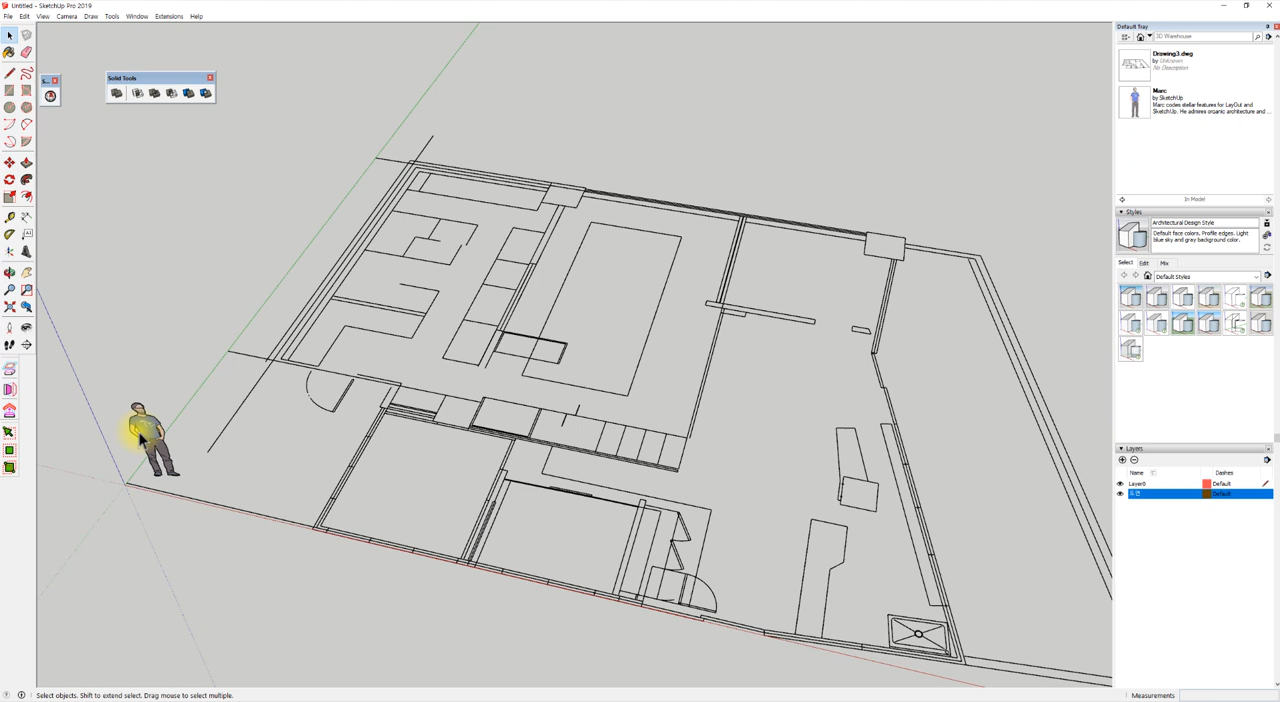 Untitled - SketchUp Pro 2019
File Edit View Camera Draw Tools Window Extensions Help
Solid Tools
S...
Default Tray
3D Warehouse
Drawing3.dwg
by Unknown
No Description
Marc
by SketchUp
Marc codes stellar features for LayOut and
SketchUp. He admires organic architecture and ...
In Model
Styles
Architectural Design Style
Default face colors. Profile edges. Light
blue sky and gray background color.
Select Edit Mix
Default Styles
Layers
Name Dashes
Layer0 Default
도면 Default
Select objects. Shift to extend select. Drag mouse to select multiple.
Measurements